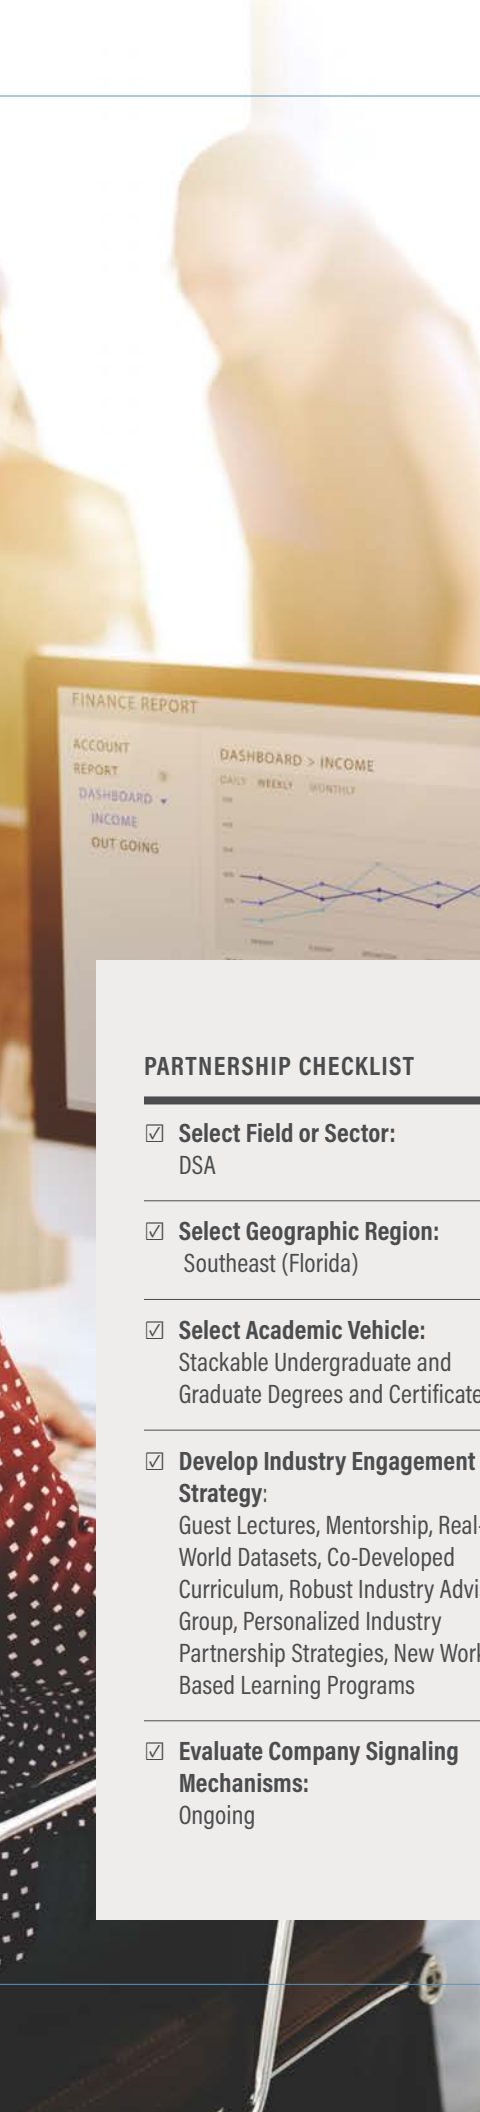 FINANCE REPORT
ACCOUNT
REPORT
DASHBOARD
INCOME
OUT GOING
DASHBOARD > INCOME
DAILY WEEKLY MONTHLY
PARTNERSHIP CHECKLIST
☑ Select Field or Sector:
DSA
☑ Select Geographic Region:
Southeast (Florida)
☑ Select Academic Vehicle:
Stackable Undergraduate and
Graduate Degrees and Certificate
☑ Develop Industry Engagement
Strategy:
Guest Lectures, Mentorship, Real-
World Datasets, Co-Developed
Curriculum, Robust Industry Advi
Group, Personalized Industry
Partnership Strategies, New Work
Based Learning Programs
☑ Evaluate Company Signaling
Mechanisms:
Ongoing